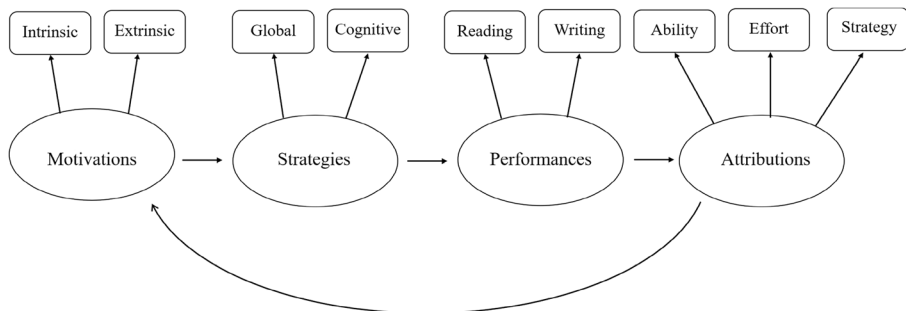 Intrinsic
Extrinsic
Global
Cognitive
Reading
Writing
Ability
Effort
Strategy
Motivations
Strategies
Performances
Attributions